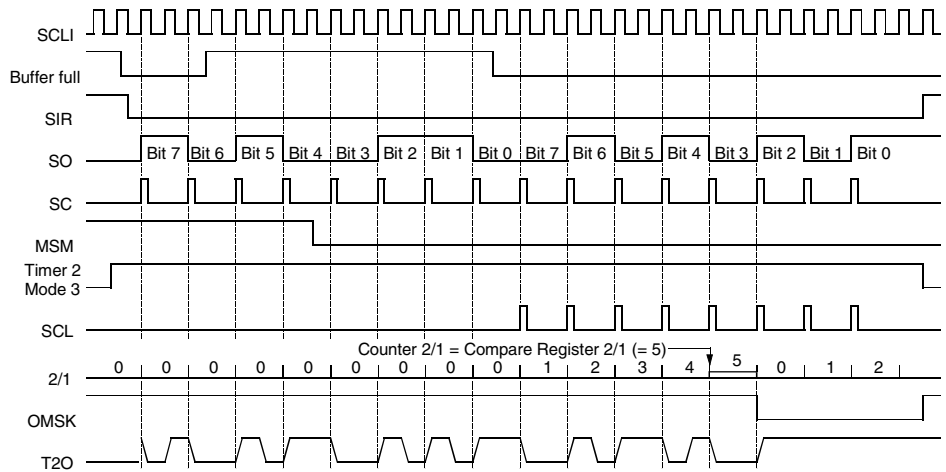 SCLI
Buffer full
SIR
SO
Bit 7 Bit 6 Bit 5 Bit 4 Bit 3 Bit 2 Bit 1 Bit 0 Bit 7 Bit 6 Bit 5 Bit 4 Bit 3 Bit 2 Bit 1 Bit 0
SC
MSM
Timer 2
Mode 3
SCL
Counter 2/1 = Compare Register 2/1 (= 5)
2/1
0 0 0 0 0 0 0 0 0 1 2 3 4 5 0 1 2
OMSK
T2O